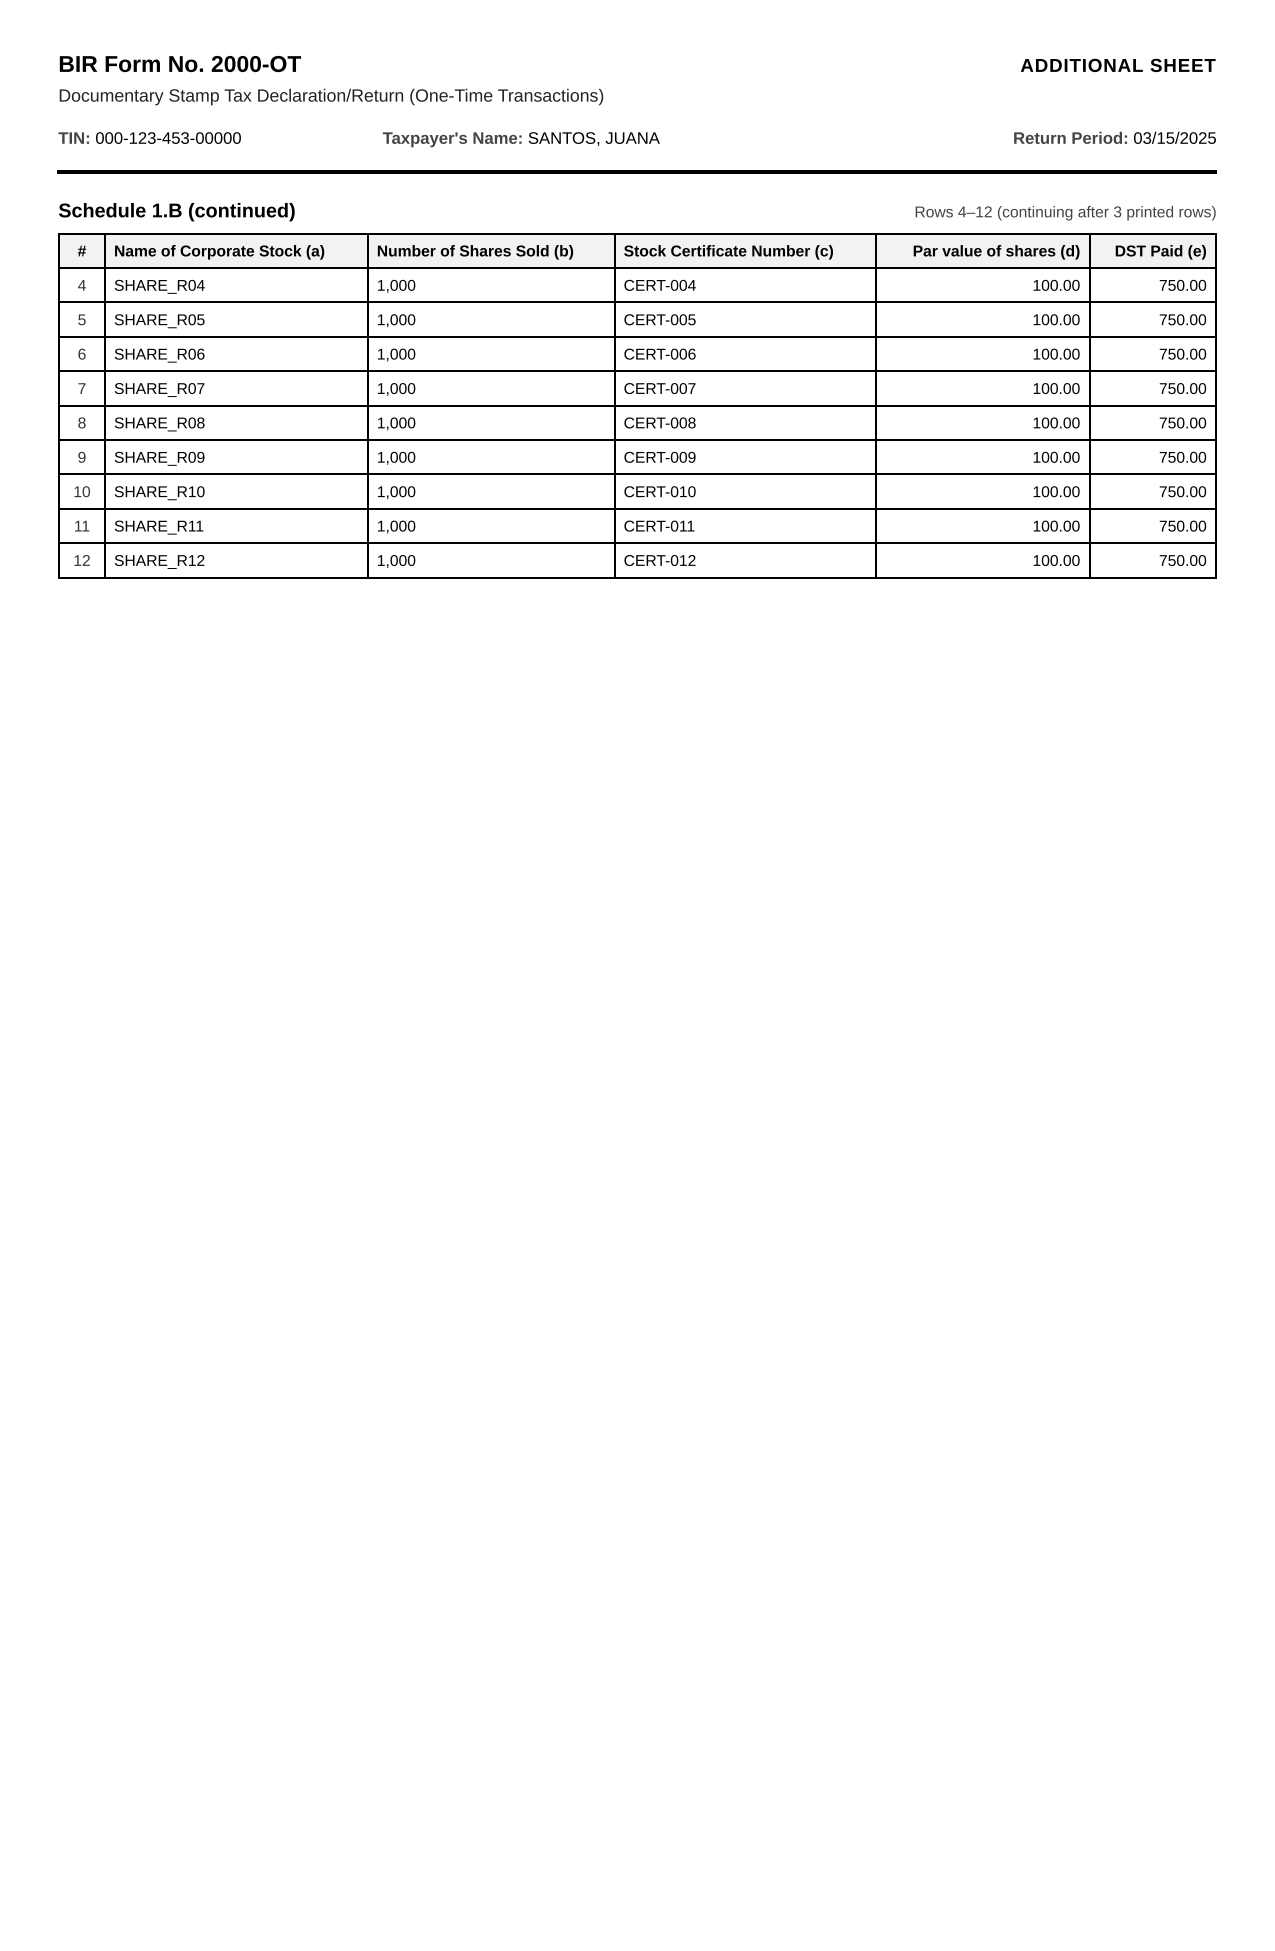 BIR Form No. 2000-OT
ADDITIONAL SHEET
Documentary Stamp Tax Declaration/Return (One-Time Transactions)
TIN: 000-123-453-00000 Taxpayer's Name: SANTOS, JUANA Return Period: 03/15/2025
Schedule 1.B (continued)
Rows 4–12 (continuing after 3 printed rows)
# Name of Corporate Stock (a) Number of Shares Sold (b) Stock Certificate Number (c) Par value of shares (d) DST Paid (e)
4 SHARE_R04 1,000 CERT-004 100.00 750.00
5 SHARE_R05 1,000 CERT-005 100.00 750.00
6 SHARE_R06 1,000 CERT-006 100.00 750.00
7 SHARE_R07 1,000 CERT-007 100.00 750.00
8 SHARE_R08 1,000 CERT-008 100.00 750.00
9 SHARE_R09 1,000 CERT-009 100.00 750.00
10 SHARE_R10 1,000 CERT-010 100.00 750.00
11 SHARE_R11 1,000 CERT-011 100.00 750.00
12 SHARE_R12 1,000 CERT-012 100.00 750.00